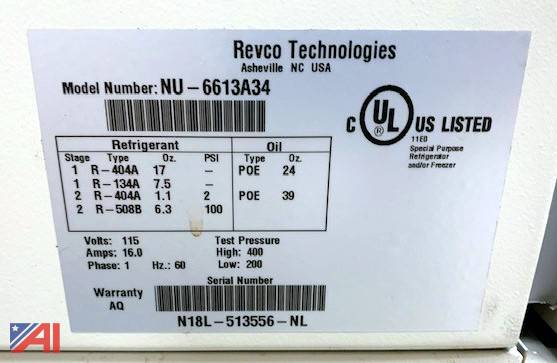 Revco Technologies
Asheville NC USA
Model Number: NU-6613A34
C UL ® US LISTED
11E0
Special Purpose
Refrigerator
and/or Freezer
Refrigerant Oil
Stage Type Oz. PSI Type Oz.
1 R-404A 17 - POE 24
1 R-134A 7.5 -
2 R-404A 1.1 2 POE 39
2 R-508B 6.3 100
Volts: 115 Test Pressure
Amps: 16.0 High: 400
Phase: 1 Hz.: 60 Low: 200
Serial Number
Warranty
AQ
N18L-513556-NL
AI